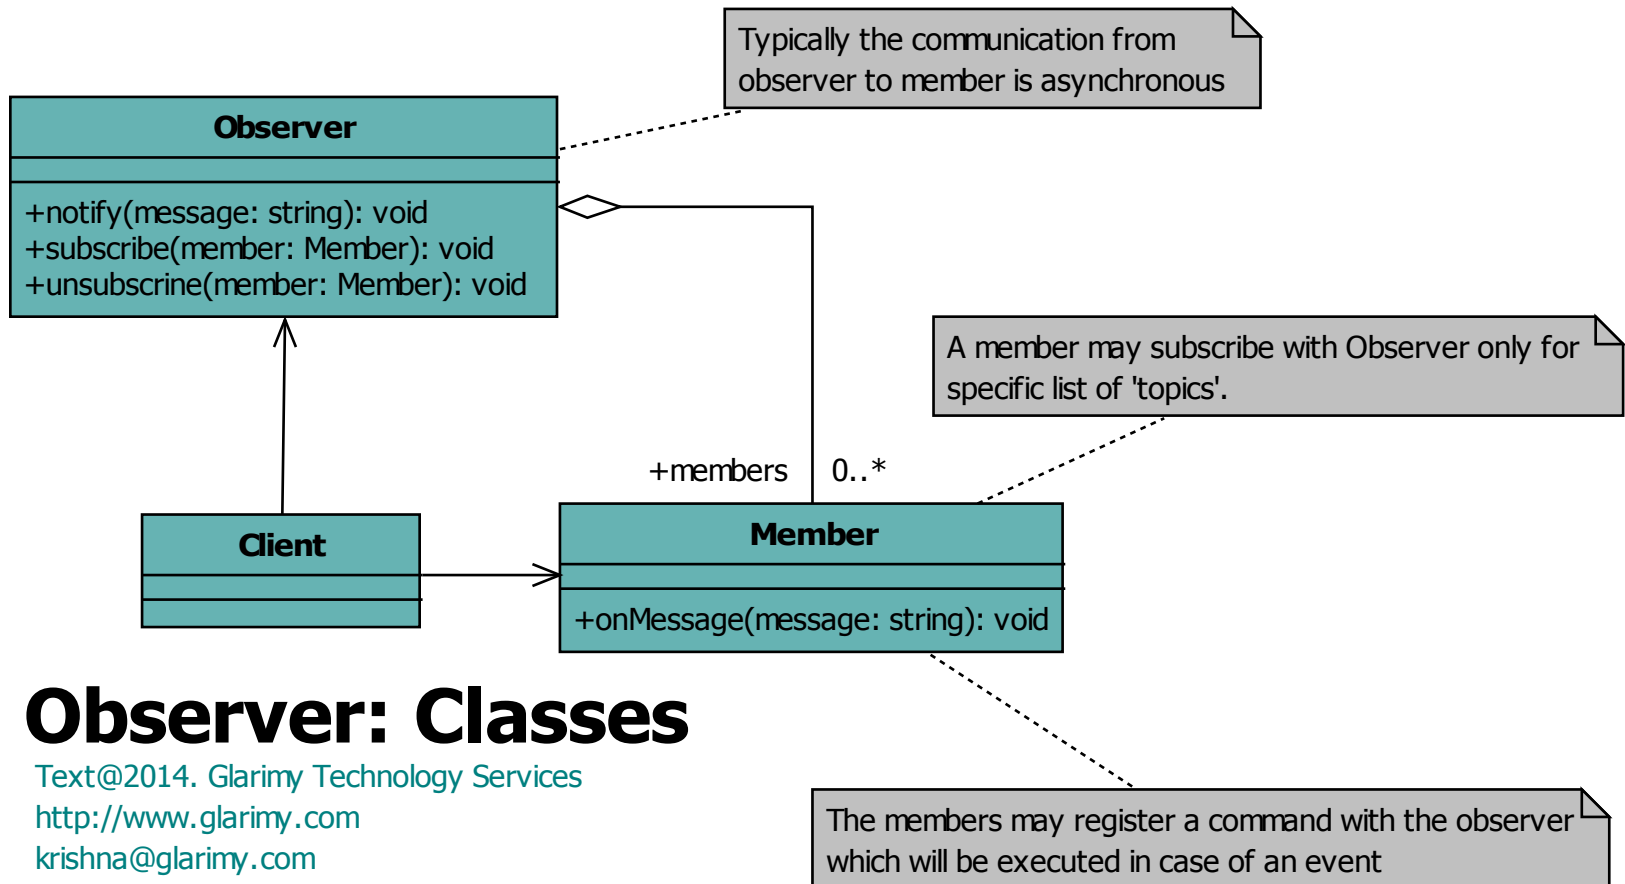 Typically the communication from
observer to member is asynchronous
Observer
+notify(message: string): void
+subscribe(member: Member): void
+unsubscrine(member: Member): void
A member may subscribe with Observer only for
specific list of 'topics'.
+members 0..*
Client
Member
+onMessage(message: string): void
Observer: Classes
Text@2014. Glarimy Technology Services
http://www.glarimy.com
krishna@glarimy.com
The members may register a command with the observer
which will be executed in case of an event